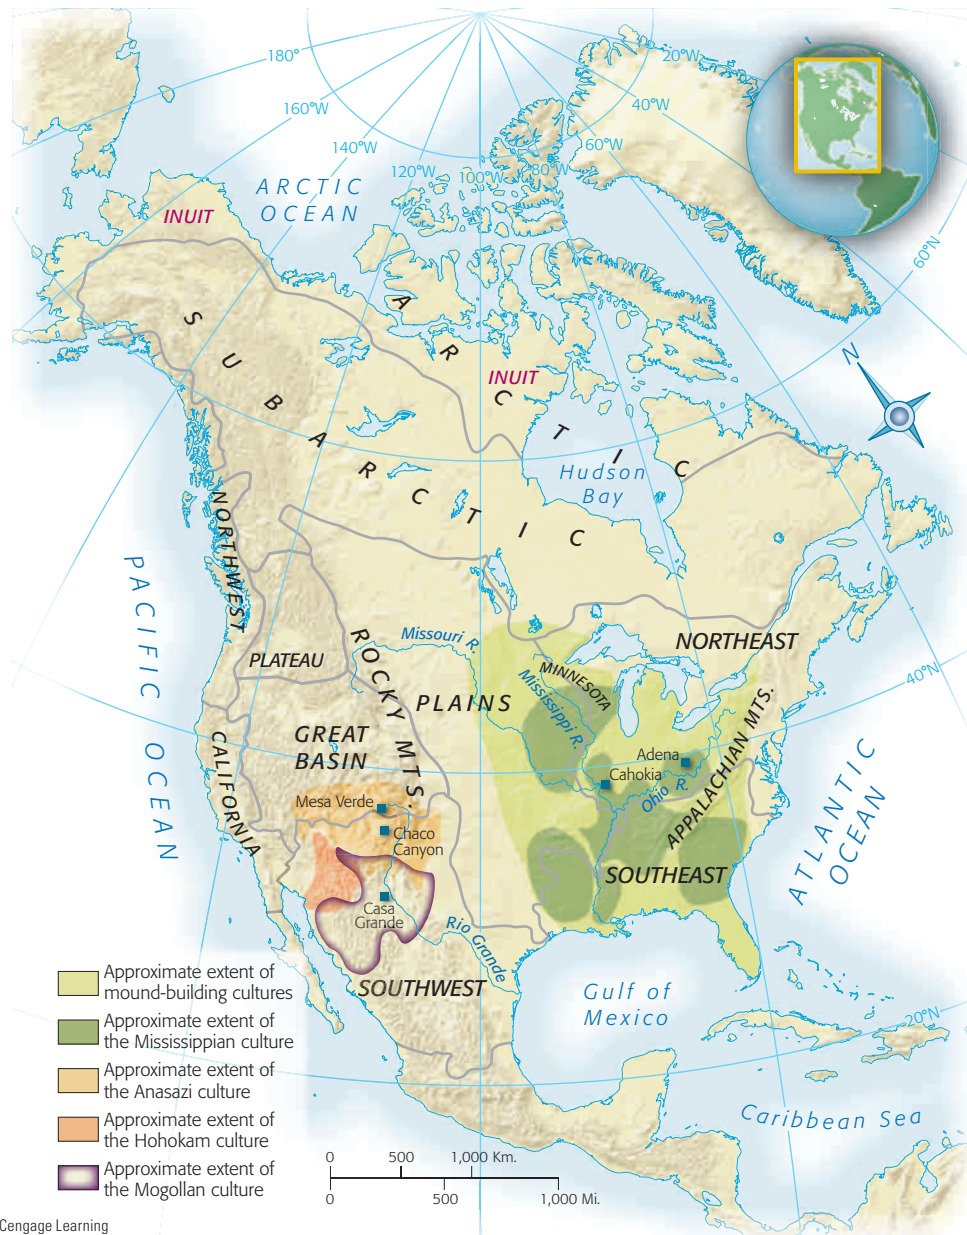 180°
20°W
160°W
40°W
140°W
60°W
120°W
100°W
80°W
ARCTIC
OCEAN
INUIT
60°N
ARCTIC
SUBARCTIC
N
INUIT
Hudson
Bay
NORTHWEST
PACIFIC OCEAN
ROCKY MTS.
Missouri R.
NORTHEAST
PLATEAU
MINNESOTA
40°N
Mississippi R.
PLAINS
APPALACHIAN MTS.
GREAT
BASIN
CALIFORNIA
Adena
Cahokia
Ohio R.
ATLANTIC
OCEAN
Mesa Verde
Chaco
Canyon
SOUTHEAST
Casa
Grande
Rio Grande
SOUTHWEST
Gulf of
Mexico
20°N
Caribbean Sea
Approximate extent of
mound-building cultures
Approximate extent of
the Mississippian culture
Approximate extent of
the Anasazi culture
Approximate extent of
the Hohokam culture
Approximate extent of
the Mogollan culture
0 500 1,000 Km.
0 500 1,000 Mi.
Cengage Learning